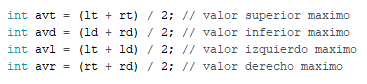 int avt = (lt + rt) / 2; // valor superior maximo
int avd = (ld + rd) / 2; // valor inferior maximo
int avl = (lt + ld) / 2; // valor izquierdo maximo
int avr = (rt + rd) / 2; // valor derecho maximo